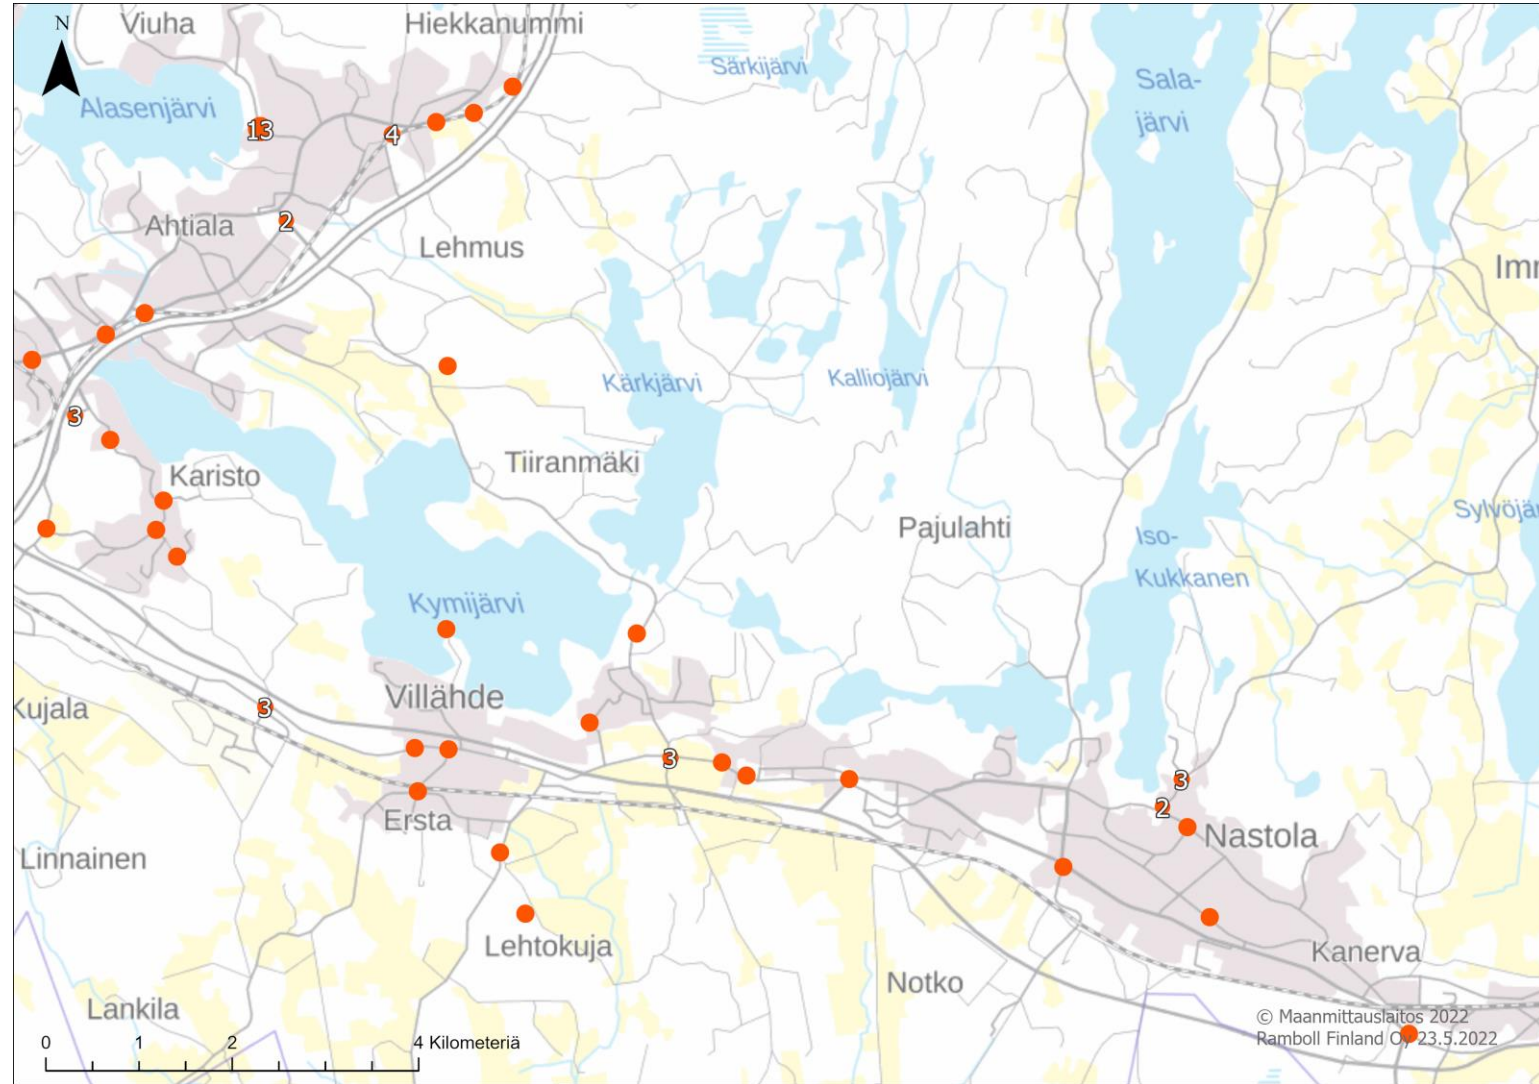 Viuha
Hiekkanummi
N
Särkijärvi
Sala-
järvi
Alasenjärvi
13
4
2
Ahtiala
Lehmus
Imr
Kärkjärvi
Kalliojärvi
3
Tiiranmäki
Karisto
Pajulahti
Sylvöjär
Iso-
Kukkanen
Kymijärvi
Villähde
3
Kujala
3
3
2
Ersta
Nastola
Linnainen
Lehtokuja
Kanerva
Notko
Lankila
© Maanmittauslaitos 2022
Ramboll Finland Oy 23.5.2022
0 1 2 4 Kilometeriä